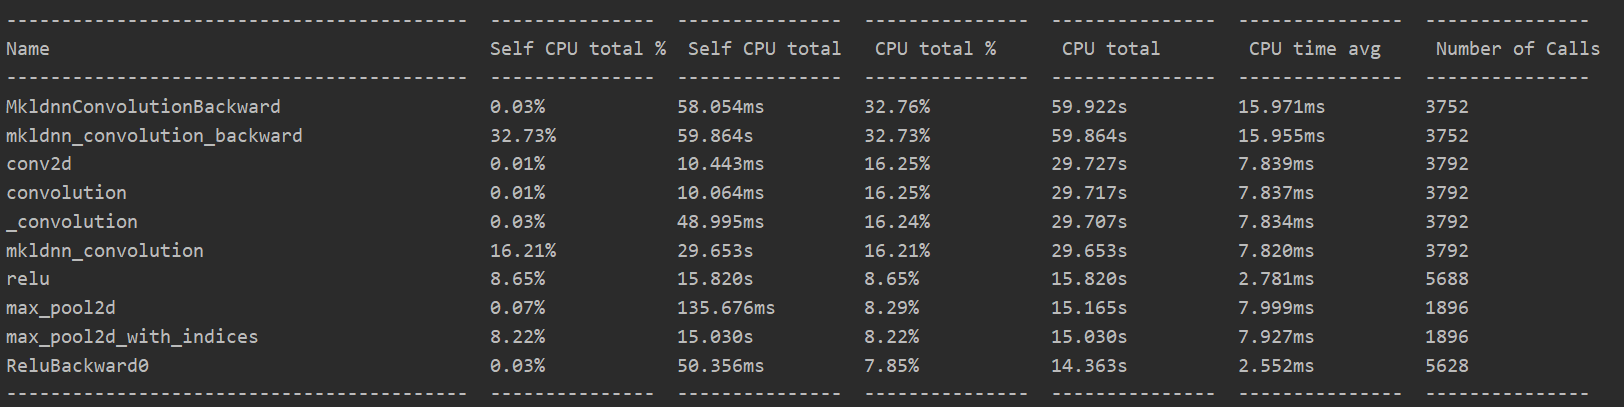 -----------------------------------------  ---------------  ---------------  ---------------  ---------------  ---------------  ---------------
Name                                       Self CPU total %  Self CPU total   CPU total %      CPU total        CPU time avg     Number of Calls
-----------------------------------------  ---------------  ---------------  ---------------  ---------------  ---------------  ---------------
MkldnnConvolutionBackward                  0.03%            58.054ms         32.76%           59.922s          15.971ms         3752
mkldnn_convolution_backward                32.73%           59.864s          32.73%           59.864s          15.955ms         3752
conv2d                                     0.01%            10.443ms         16.25%           29.727s          7.839ms          3792
convolution                                0.01%            10.064ms         16.25%           29.717s          7.837ms          3792
_convolution                               0.03%            48.995ms         16.24%           29.707s          7.834ms          3792
mkldnn_convolution                         16.21%           29.653s          16.21%           29.653s          7.820ms          3792
relu                                       8.65%            15.820s          8.65%            15.820s          2.781ms          5688
max_pool2d                                 0.07%            135.676ms        8.29%            15.165s          7.999ms          1896
max_pool2d_with_indices                    8.22%            15.030s          8.22%            15.030s          7.927ms          1896
ReluBackward0                              0.03%            50.356ms         7.85%            14.363s          2.552ms          5628
-----------------------------------------  ---------------  ---------------  ---------------  ---------------  ---------------  ---------------